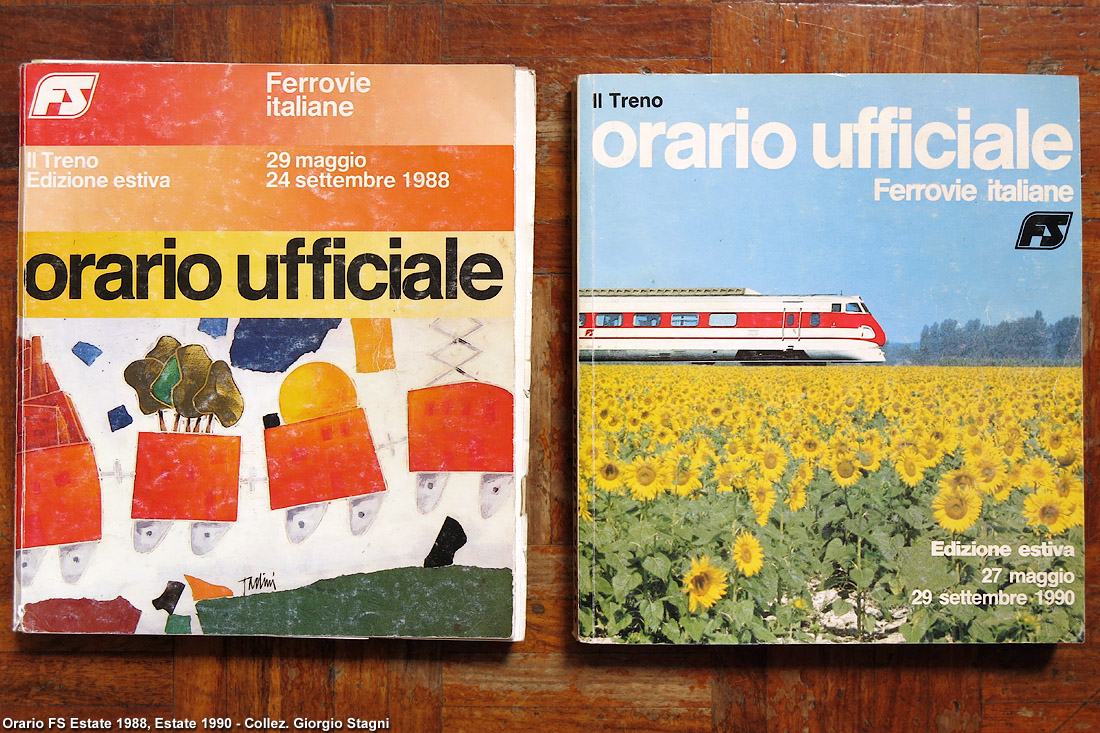 FS
Ferrovie
italiane
Il Treno
Edizione estiva
29 maggio
24 settembre 1988
orario ufficiale
Tadini
Il Treno
orario ufficiale
Ferrovie italiane
FS
FS
Edizione estiva
27 maggio
29 settembre 1990
Orario FS Estate 1988, Estate 1990 - Collez. Giorgio Stagni